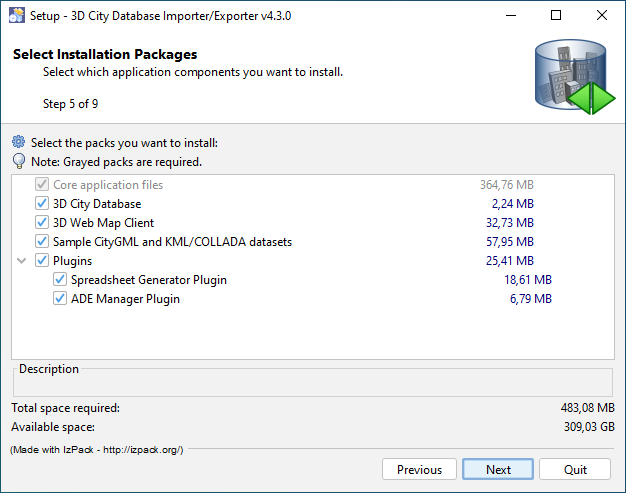 Setup - 3D City Database Importer/Exporter v4.3.0
Select Installation Packages
Select which application components you want to install.
Step 5 of 9
Select the packs you want to install:
Note: Grayed packs are required.
Core application files 364,76 MB
3D City Database 2,24 MB
3D Web Map Client 32,73 MB
Sample CityGML and KML/COLLADA datasets 57,95 MB
Plugins 25,41 MB
Spreadsheet Generator Plugin 18,61 MB
ADE Manager Plugin 6,79 MB
Description
Total space required: 483,08 MB
Available space: 309,03 GB
(Made with IzPack - http://izpack.org/)
Previous Next Quit